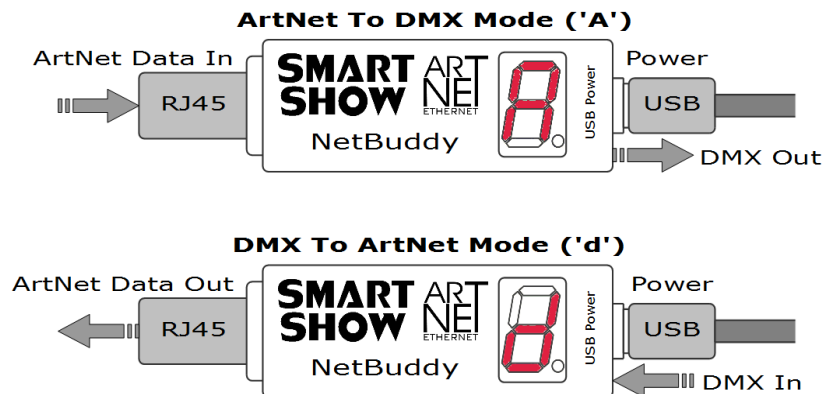 ArtNet To DMX Mode ('A')
ArtNet Data In
Power
RJ45
SMART SHOW
ART NET
ETHERNET
NetBuddy
A
USB Power
USB
DMX Out
DMX To ArtNet Mode ('d')
ArtNet Data Out
Power
RJ45
SMART SHOW
ART NET
ETHERNET
NetBuddy
d
USB Power
USB
DMX In